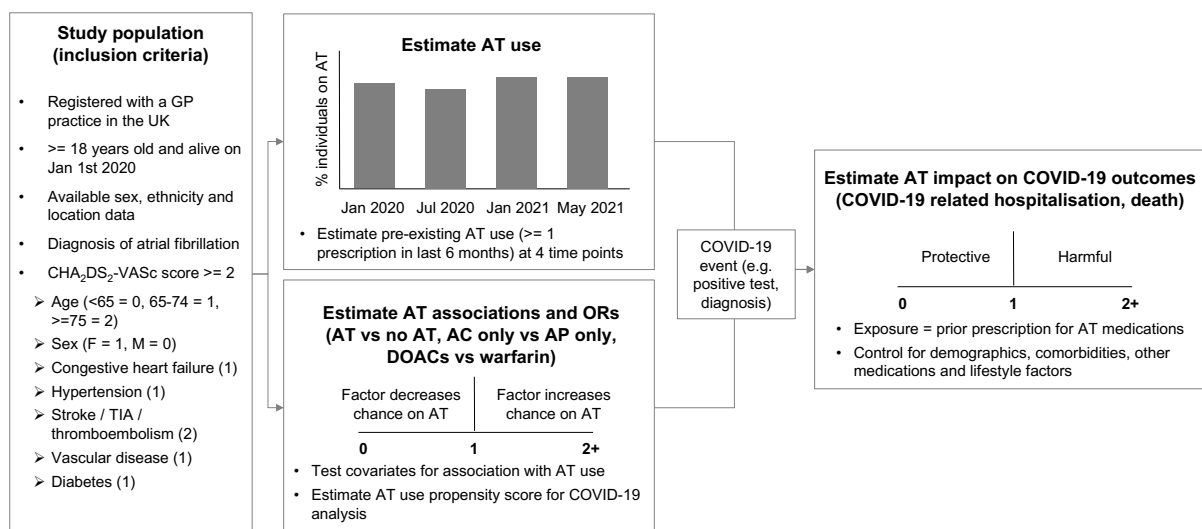 Study population
(inclusion criteria)
• Registered with a GP
practice in the UK
• >= 18 years old and alive on
Jan 1st 2020
• Available sex, ethnicity and
location data
• Diagnosis of atrial fibrillation
• CHA₂DS₂-VASc score >= 2
➢ Age (<65 = 0, 65-74 = 1,
>=75 = 2)
➢ Sex (F = 1, M = 0)
➢ Congestive heart failure (1)
➢ Hypertension (1)
➢ Stroke / TIA /
thromboembolism (2)
➢ Vascular disease (1)
➢ Diabetes (1)
Estimate AT use
% individuals on AT
Jan 2020 Jul 2020 Jan 2021 May 2021
• Estimate pre-existing AT use (>= 1
prescription in last 6 months) at 4 time points
Estimate AT associations and ORs
(AT vs no AT, AC only vs AP only,
DOACs vs warfarin)
Factor decreases
chance on AT
Factor increases
chance on AT
0 1 2+
• Test covariates for association with AT use
• Estimate AT use propensity score for COVID-19
analysis
COVID-19
event (e.g.
positive test,
diagnosis)
Estimate AT impact on COVID-19 outcomes
(COVID-19 related hospitalisation, death)
Protective Harmful
0 1 2+
• Exposure = prior prescription for AT medications
• Control for demographics, comorbidities, other
medications and lifestyle factors